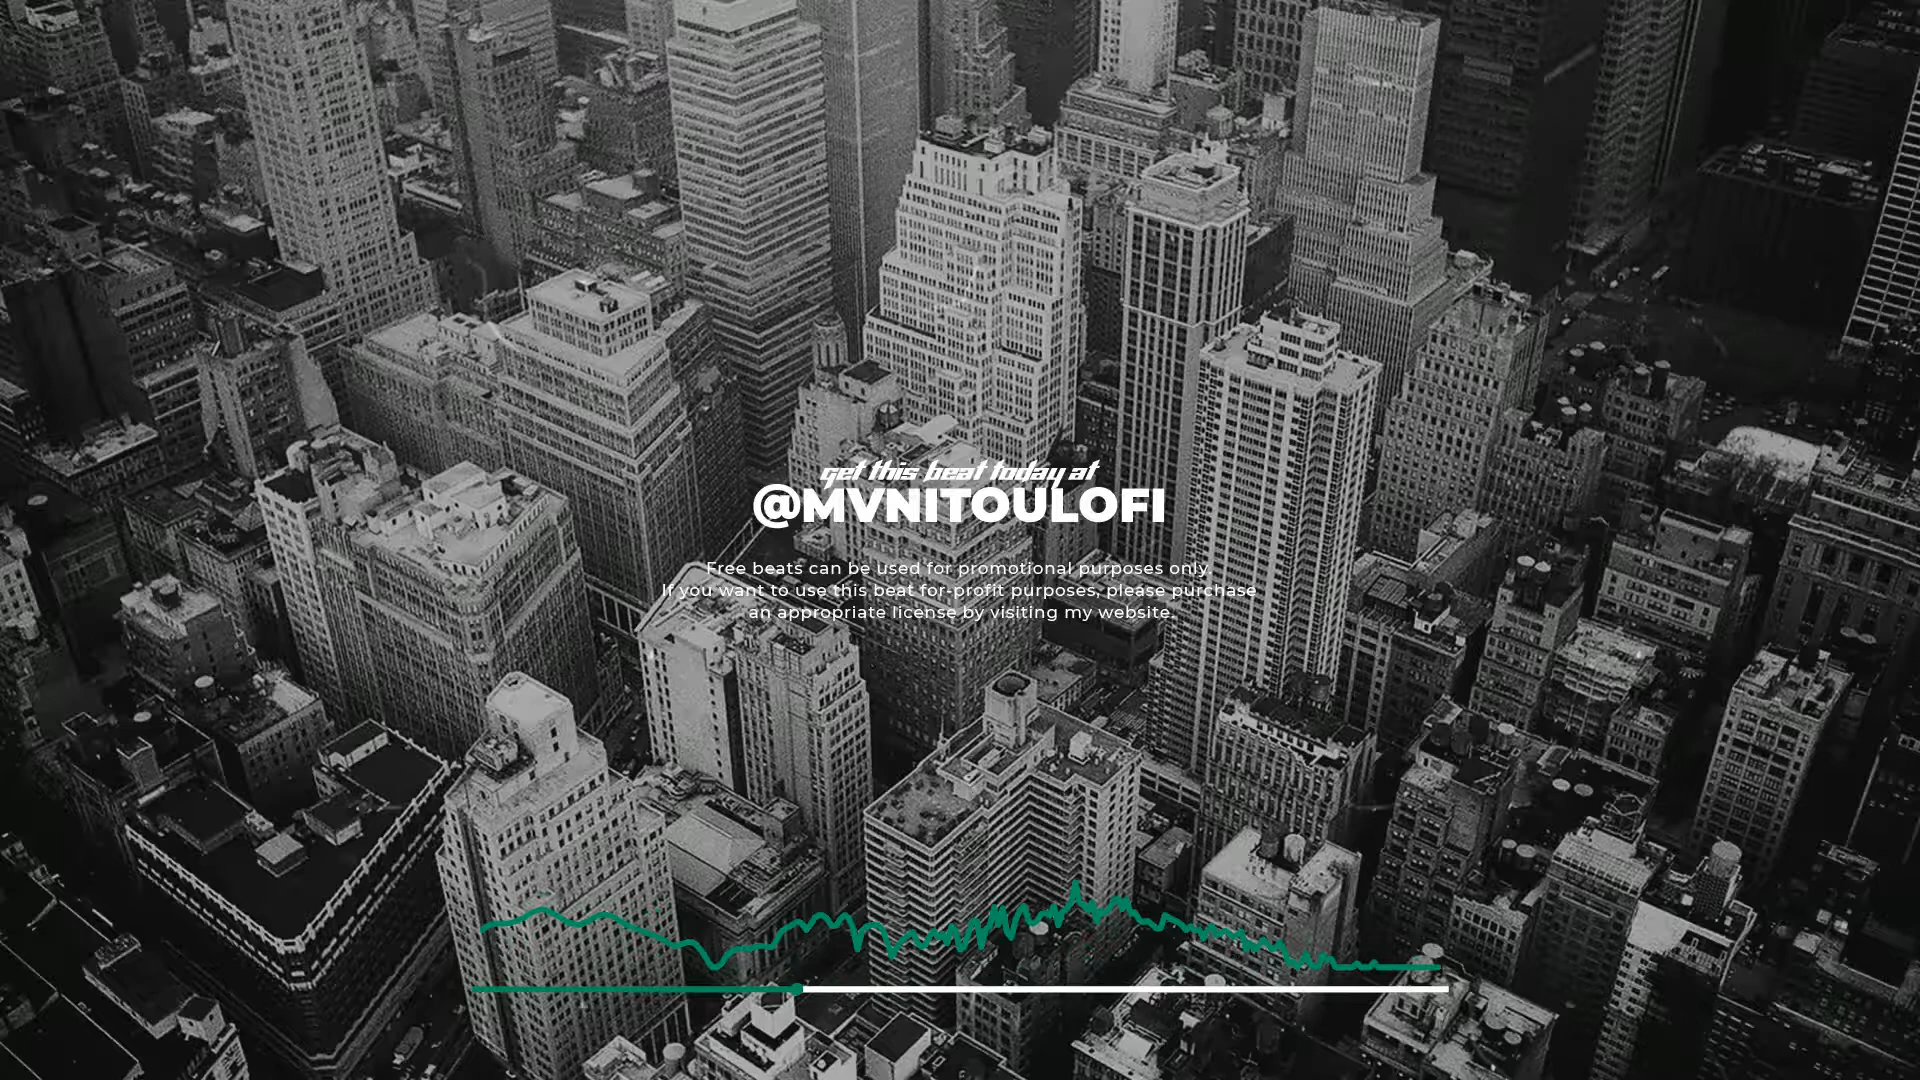 get this beat today at
@MVNITOULOFI
Free beats can be used for promotional purposes only.
If you want to use this beat for-profit purposes, please purchase
an appropriate license by visiting my website.